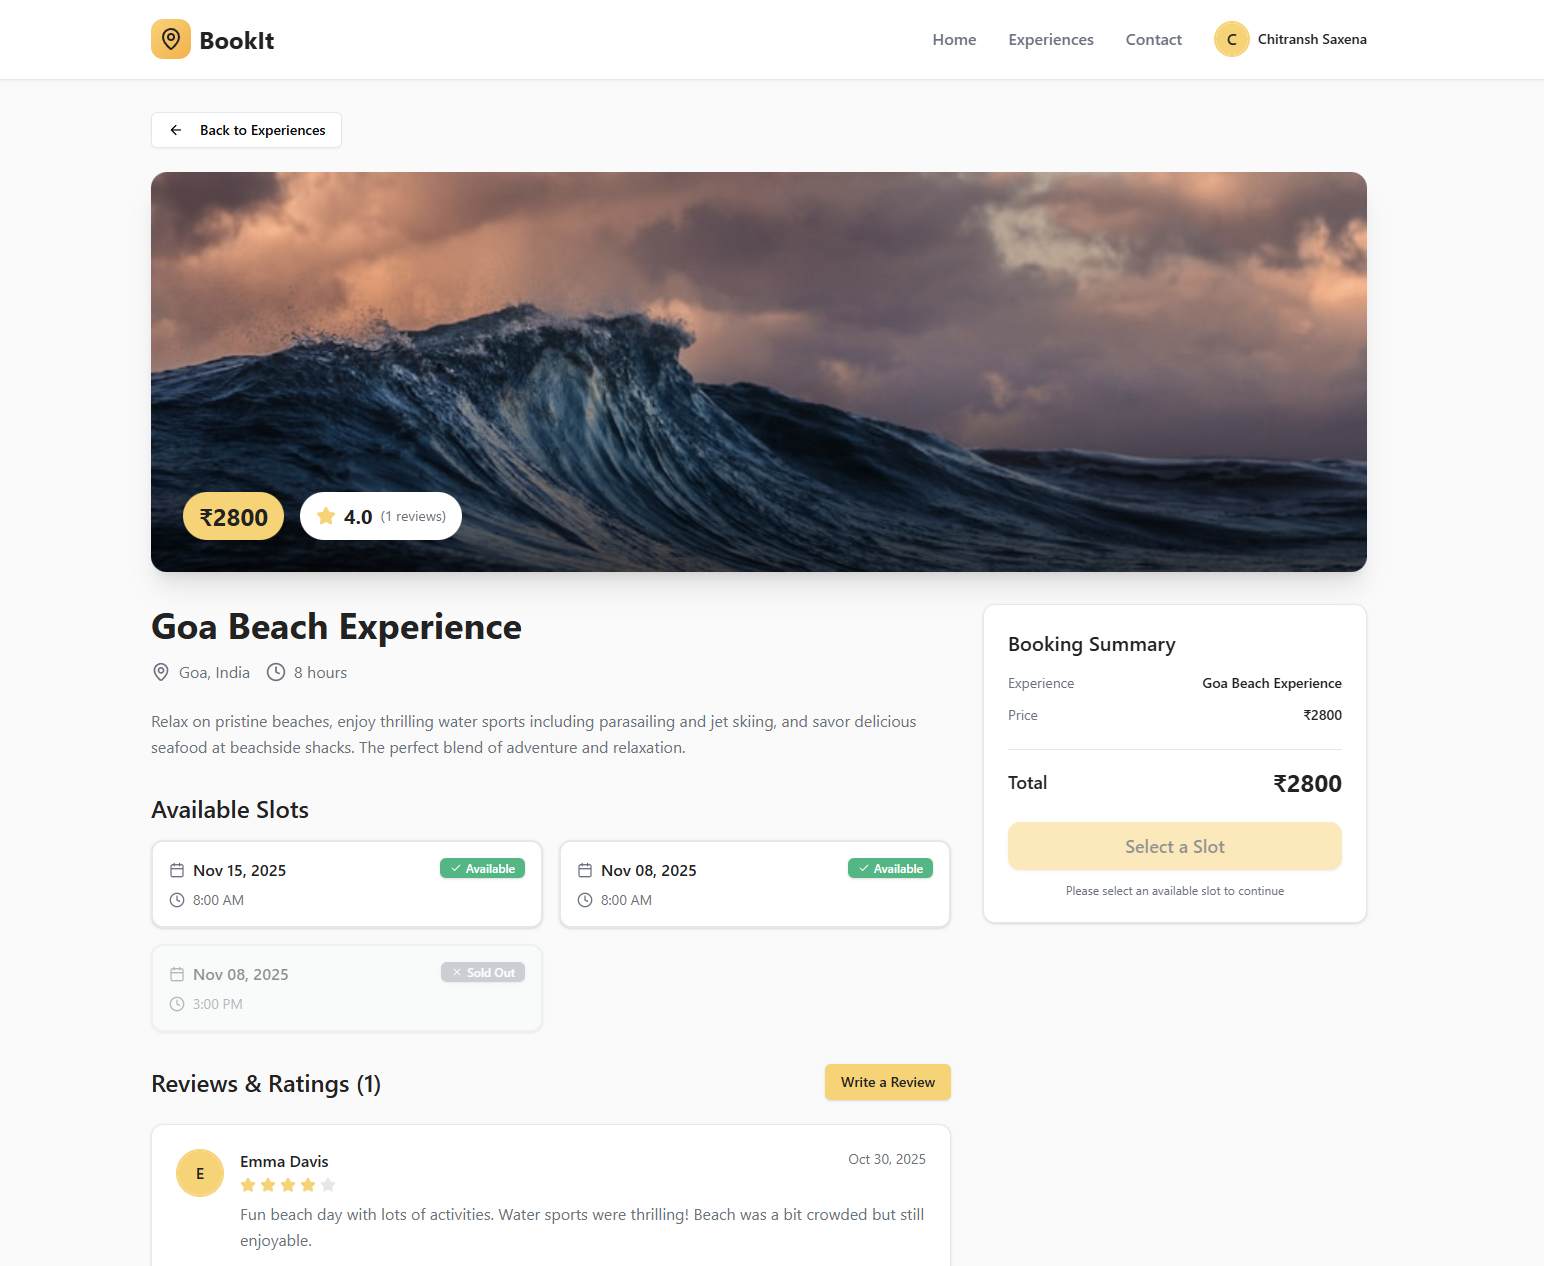 BookIt
Home
Experiences
Contact
C
Chitransh Saxena
Back to Experiences
₹2800
4.0 (1 reviews)
Goa Beach Experience
Goa, India
8 hours
Relax on pristine beaches, enjoy thrilling water sports including parasailing and jet skiing, and savor delicious
seafood at beachside shacks. The perfect blend of adventure and relaxation.
Available Slots
Nov 15, 2025
Available
8:00 AM
Nov 08, 2025
Available
8:00 AM
Nov 08, 2025
Sold Out
3:00 PM
Booking Summary
Experience
Goa Beach Experience
Price
₹2800
Total
₹2800
Select a Slot
Please select an available slot to continue
Reviews & Ratings (1)
Write a Review
E
Emma Davis
Oct 30, 2025
Fun beach day with lots of activities. Water sports were thrilling! Beach was a bit crowded but still
enjoyable.